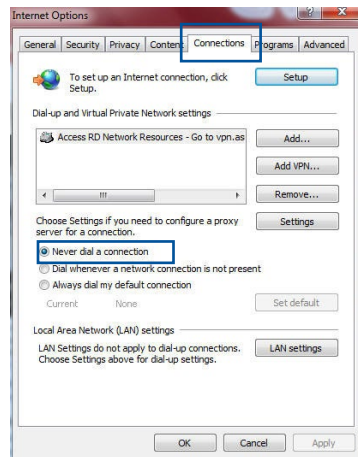 Internet Options
General Security Privacy Content Connections Programs Advanced
To set up an Internet connection, click
Setup.
Setup
Dial-up and Virtual Private Network settings
Access RD Network Resources - Go to vpn.as
Add...
Add VPN...
Remove...
Choose Settings if you need to configure a proxy
server for a connection.
Settings
Never dial a connection
Dial whenever a network connection is not present
Always dial my default connection
Current None
Set default
Local Area Network (LAN) settings
LAN Settings do not apply to dial-up connections.
Choose Settings above for dial-up settings.
LAN settings
OK Cancel Apply